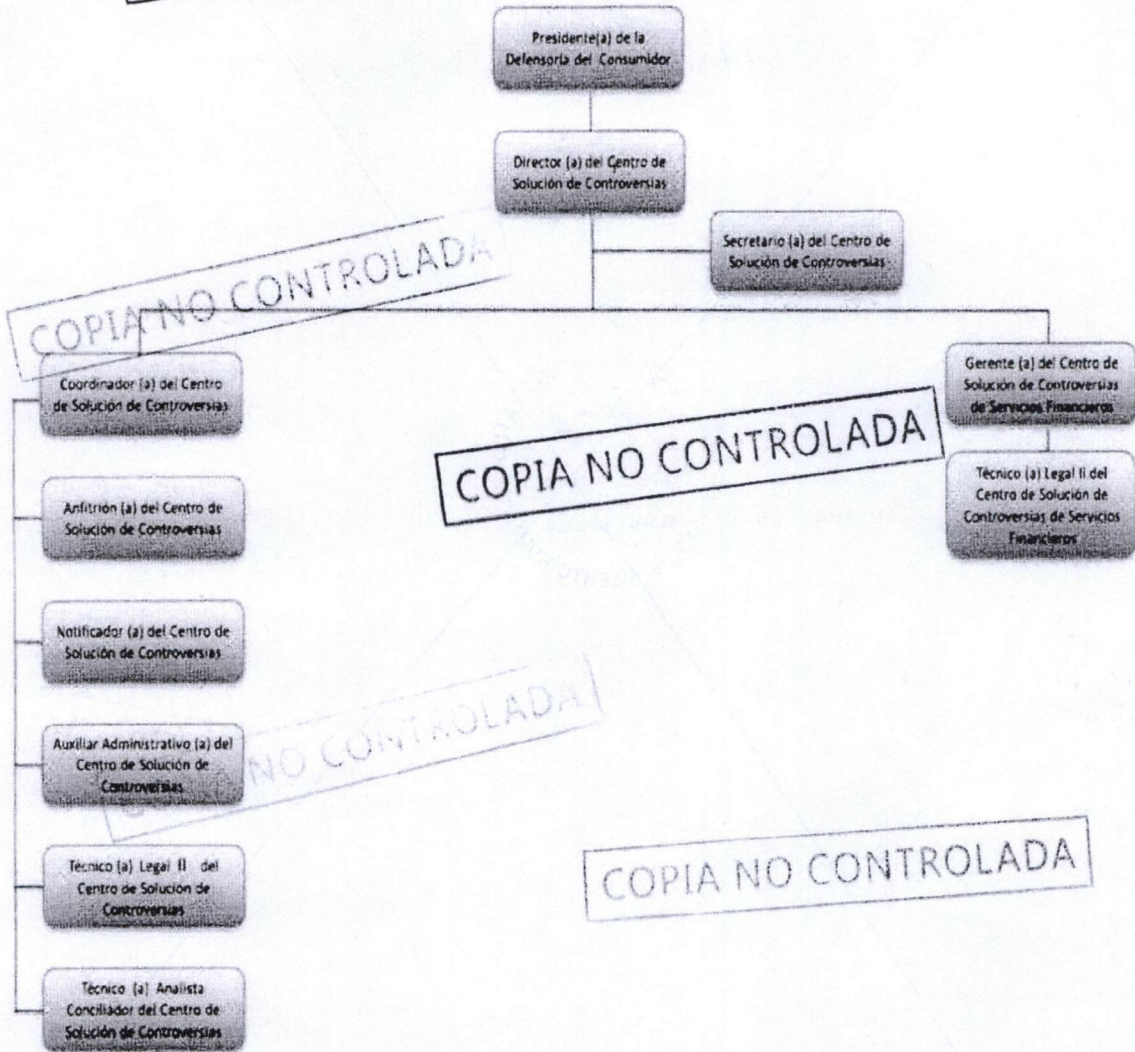 Presidente(a) de la
Defensoría del Consumidor
Director (a) del Centro de
Solución de Controversias
Secretario (a) del Centro de
Solución de Controversias
COPIA NO CONTROLADA
Coordinador (a) del Centro
de Solución de Controversias
Gerente (a) del Centro de
Solución de Controversias
de Servicios Financieros
COPIA NO CONTROLADA
Anfitrión (a) del Centro de
Solución de Controversias
Técnico (a) Legal II del
Centro de Solución de
Controversias de Servicios
Financieros
Notificador (a) del Centro de
Solución de Controversias
NO CONTROLADA
Auxiliar Administrativo (a) del
Centro de Solución de
Controversias
COPIA NO CONTROLADA
Técnico (a) Legal II del
Centro de Solución de
Controversias
Técnico (a) Analista
Conciliador del Centro de
Solución de Controversias